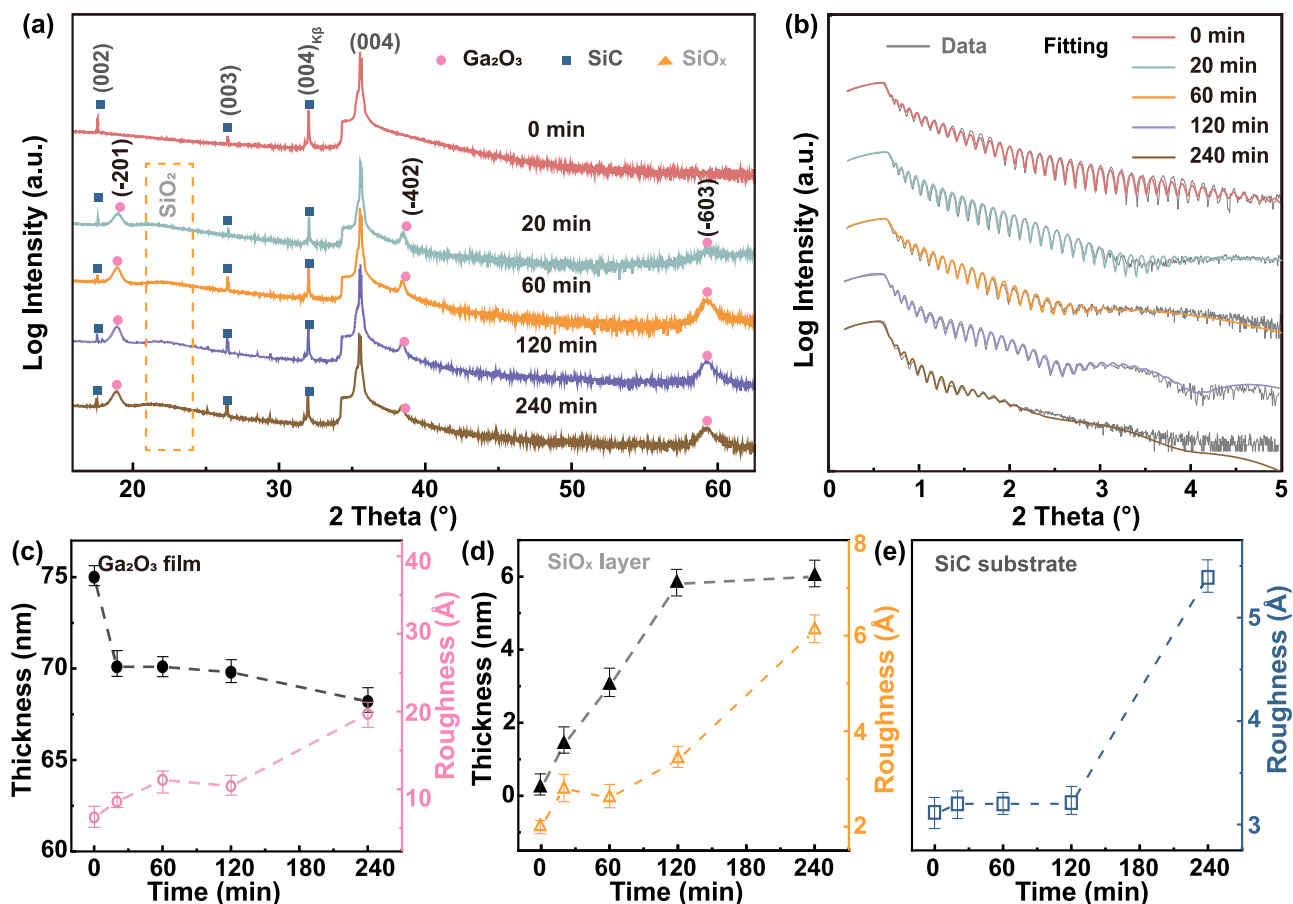 (a)
(002)
(003)
(004)Kβ
(004)
Ga₂O₃
SiC
SiOₓ
0 min
(-201)
SiO₂
(-402)
(-603)
20 min
60 min
120 min
240 min
Log Intensity (a.u.)
20
30
40
50
60
2 Theta (°)
(b)
Data
Fitting
0 min
20 min
60 min
120 min
240 min
Log Intensity (a.u.)
0
1
2
3
4
5
2 Theta (°)
(c)
Ga₂O₃ film
Thickness (nm)
75
70
65
60
Roughness (Å)
40
30
20
10
0
60
120
180
240
Time (min)
(d)
SiOₓ layer
Thickness (nm)
6
4
2
0
Roughness (Å)
8
6
4
2
0
60
120
180
240
Time (min)
(e)
SiC substrate
Roughness (Å)
5
4
3
0
60
120
180
240
Time (min)